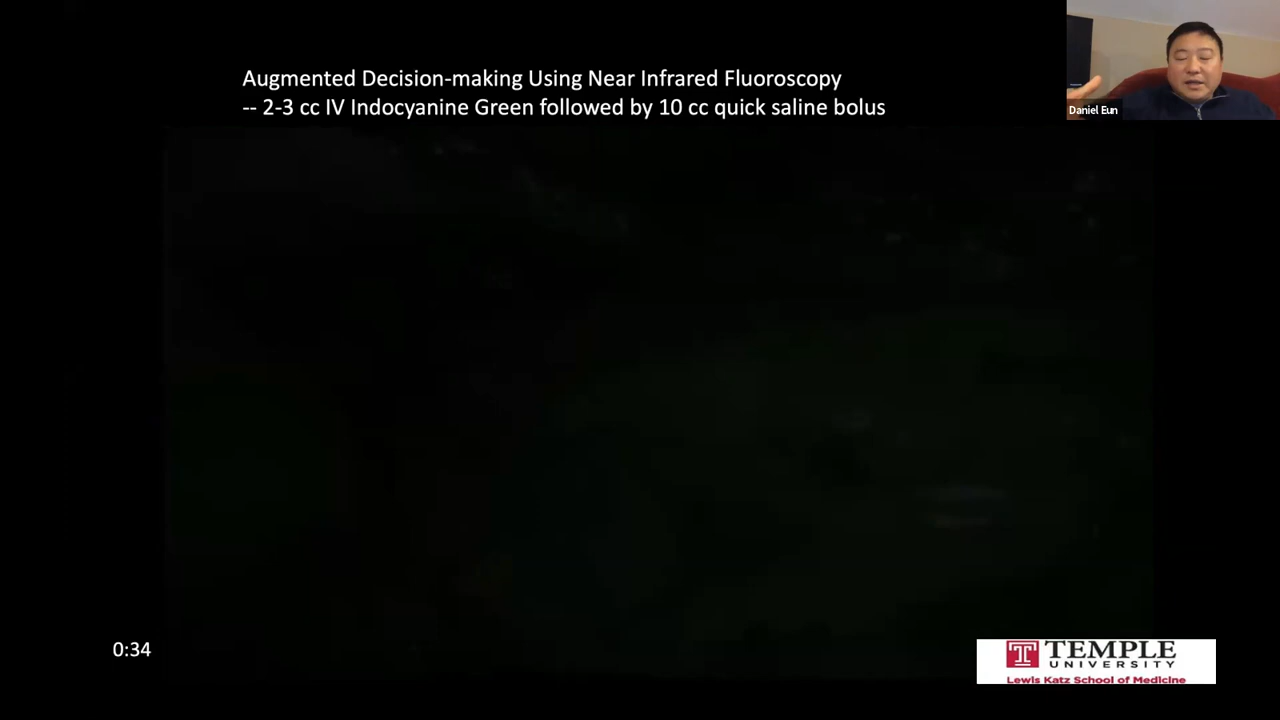 Augmented Decision-making Using Near Infrared Fluoroscopy
-- 2-3 cc IV Indocyanine Green followed by 10 cc quick saline bolus
Daniel Eun
0:34
T TEMPLE
UNIVERSITY
Lewis Katz School of Medicine